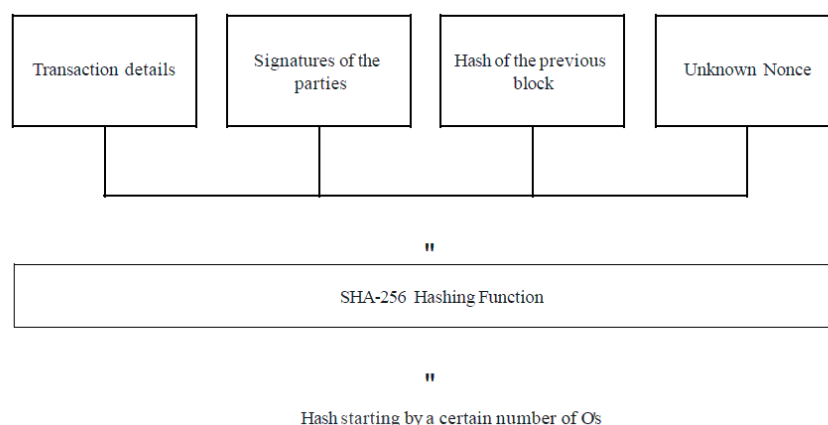 Transaction details
Signatures of the
parties
Hash of the previous
block
Unknown Nonce
"
SHA-256 Hashing Function
"
Hash starting by a certain number of O's